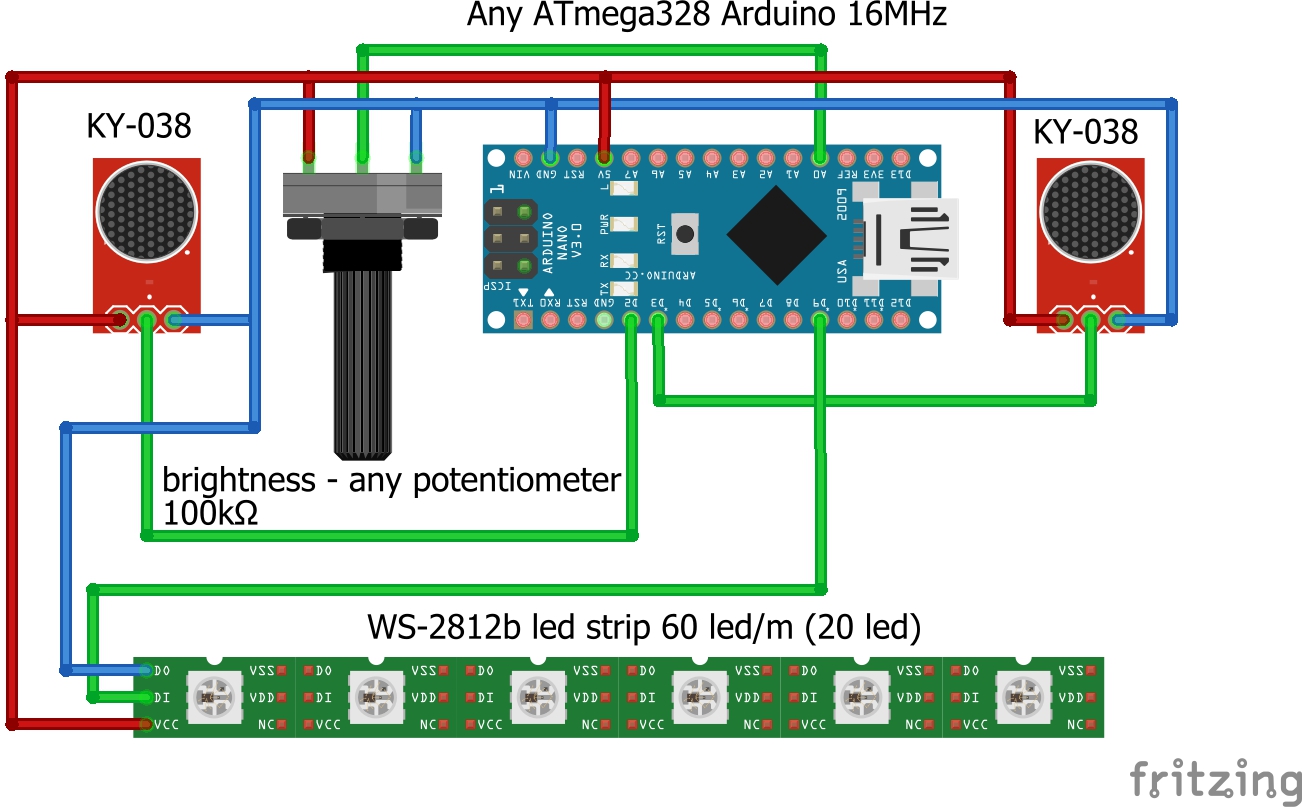 Any ATmega328 Arduino 16MHz
KY-038
KY-038
VIN GND RST 5V A7 A6 A5 A4 A3 A2 A1 A0 REF 3V3 D13
1
L
PWR
RX
TX
ARDUINO
NANO
V3.0
RST
ARDUINO.CC
ICSP
USA
TX1 RX0 RST GND D2 D3 D4 D5 D6 D7 D8 D9 D10 D11 D12
brightness - any potentiometer
100kΩ
WS-2812b led strip 60 led/m (20 led)
DO VSS DO VSS DO VSS DO VSS DO VSS DO VSS
DI VDD DI VDD DI VDD DI VDD DI VDD DI VDD
VCC NC VCC NC VCC NC VCC NC VCC NC VCC NC
fritzing